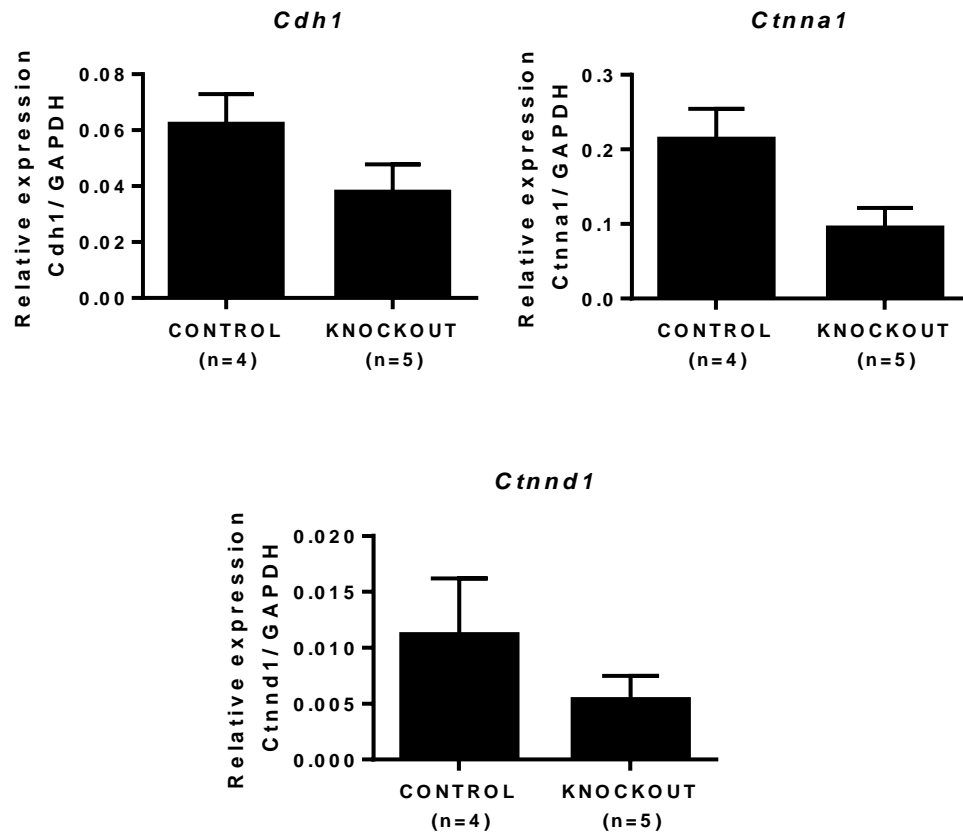 Cdh1
Relative expression
Cdh1/GAPDH
0.08
0.06
0.04
0.02
0.00
CONTROL
(n=4)
KNOCKOUT
(n=5)
Ctnna1
Relative expression
Ctnna1/GAPDH
0.3
0.2
0.1
0.0
CONTROL
(n=4)
KNOCKOUT
(n=5)
Ctnnd1
Relative expression
Ctnnd1/GAPDH
0.020
0.015
0.010
0.005
0.000
CONTROL
(n=4)
KNOCKOUT
(n=5)